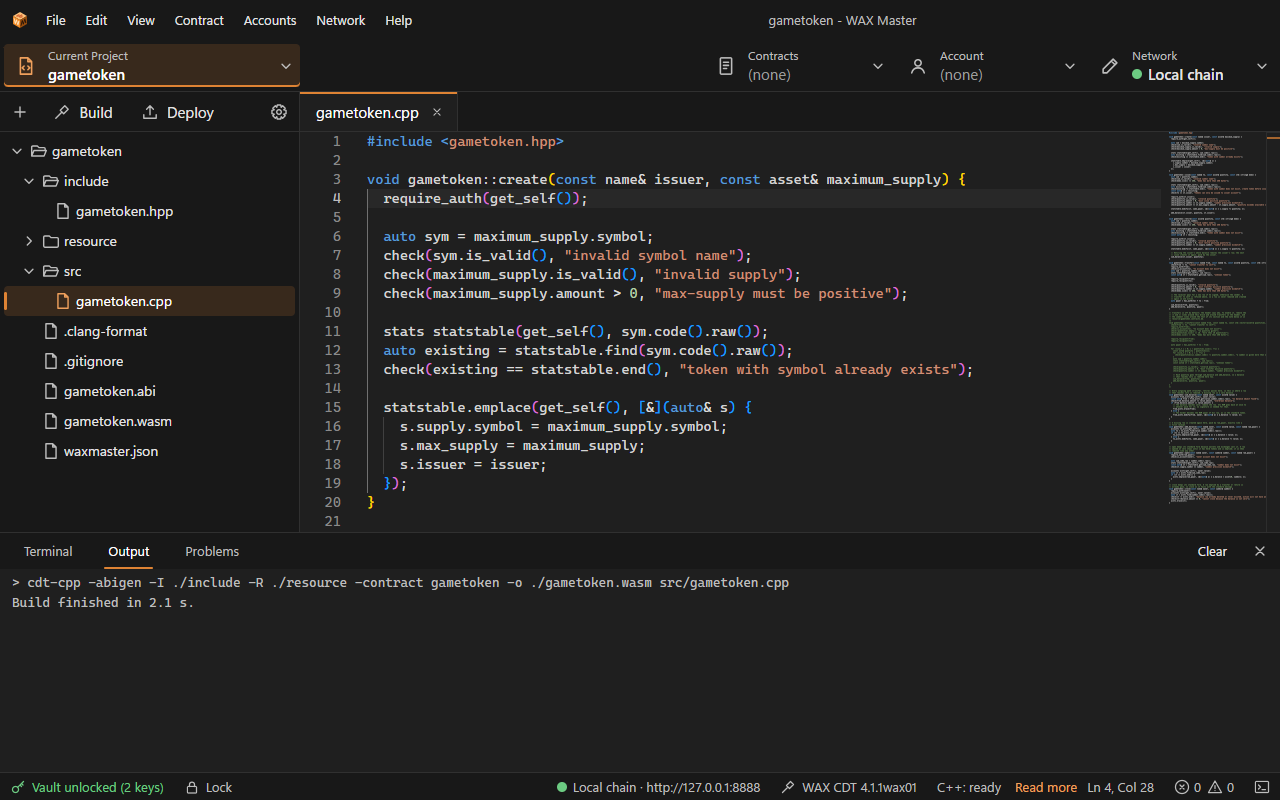 File Edit View Contract Accounts Network Help
gametoken - WAX Master
Current Project
gametoken
Contracts
(none)
Account
(none)
Network
Local chain
Build
Deploy
gametoken.cpp
gametoken
include
gametoken.hpp
resource
src
gametoken.cpp
.clang-format
.gitignore
gametoken.abi
gametoken.wasm
waxmaster.json
1 #include <gametoken.hpp>
2
3 void gametoken::create(const name& issuer, const asset& maximum_supply) {
4 require_auth(get_self());
5
6 auto sym = maximum_supply.symbol;
7 check(sym.is_valid(), "invalid symbol name");
8 check(maximum_supply.is_valid(), "invalid supply");
9 check(maximum_supply.amount > 0, "max-supply must be positive");
10
11 stats statstable(get_self(), sym.code().raw());
12 auto existing = statstable.find(sym.code().raw());
13 check(existing == statstable.end(), "token with symbol already exists");
14
15 statstable.emplace(get_self(), [&](auto& s) {
16 s.supply.symbol = maximum_supply.symbol;
17 s.max_supply = maximum_supply;
18 s.issuer = issuer;
19 });
20 }
21
Terminal Output Problems
Clear
> cdt-cpp -abigen -I ./include -R ./resource -contract gametoken -o ./gametoken.wasm src/gametoken.cpp
Build finished in 2.1 s.
Vault unlocked (2 keys)
Lock
Local chain · http://127.0.0.1:8888
WAX CDT 4.1.1wax01
C++: ready
Read more
Ln 4, Col 28
0 0